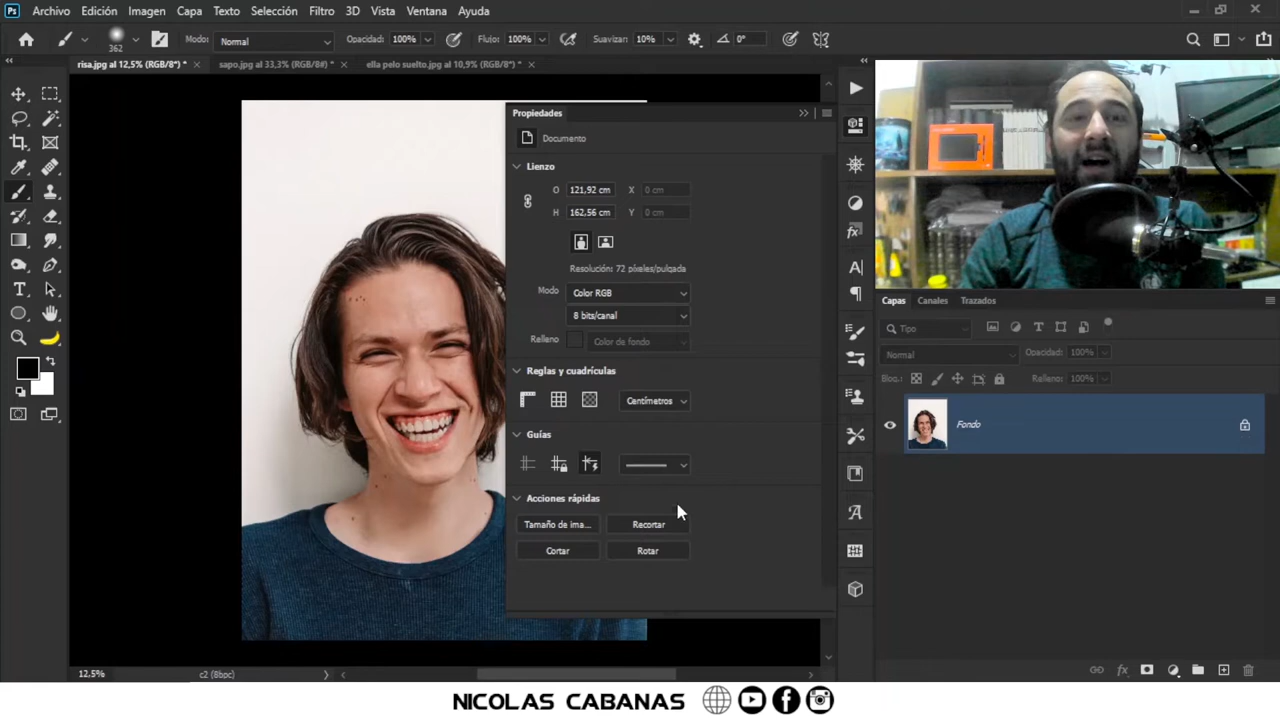 Archivo Edición Imagen Capa Texto Selección Filtro 3D Vista Ventana Ayuda
362 Modo: Normal Opacidad: 100% Flujo: 100% Suavizar: 10% 0°
risa.jpg al 12,5% (RGB/8*) * × sapo.jpg al 33,3% (RGB/8#) * × ella pelo suelto.jpg al 10,9% (RGB/8*) * ×
Propiedades
Documento
Lienzo
O 121,92 cm X 0 cm
H 162,56 cm Y 0 cm
Resolución: 72 píxeles/pulgada
Modo Color RGB
8 bits/canal
Relleno Color de fondo
Reglas y cuadrículas
Centímetros
Guías
Acciones rápidas
Tamaño de ima... Recortar
Cortar Rotar
Capas Canales Trazados
Tipo
Normal Opacidad: 100%
Bloq.: Relleno: 100%
Fondo
12,5% c2 (8bpc)
NICOLAS CABANAS